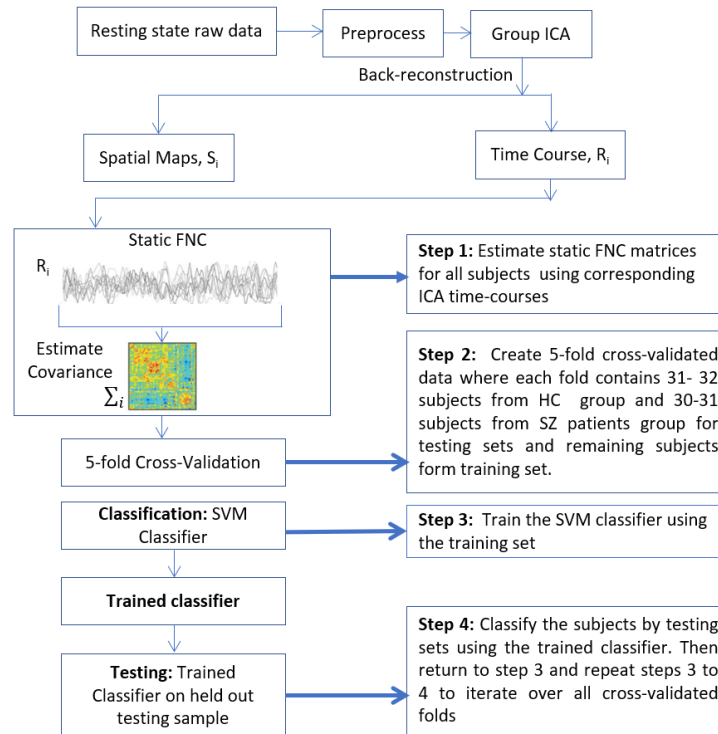 Resting state raw data
Preprocess
Group ICA
Back-reconstruction
Spatial Maps, Sᵢ
Time Course, Rᵢ
Static FNC
Rᵢ
Estimate
Covariance
∑ᵢ
Step 1: Estimate static FNC matrices
for all subjects using corresponding
ICA time-courses
Step 2: Create 5-fold cross-validated
data where each fold contains 31- 32
subjects from HC group and 30-31
subjects from SZ patients group for
testing sets and remaining subjects
form training set.
5-fold Cross-Validation
Classification: SVM
Classifier
Step 3: Train the SVM classifier using
the training set
Trained classifier
Testing: Trained
Classifier on held out
testing sample
Step 4: Classify the subjects by testing
sets using the trained classifier. Then
return to step 3 and repeat steps 3 to
4 to iterate over all cross-validated
folds